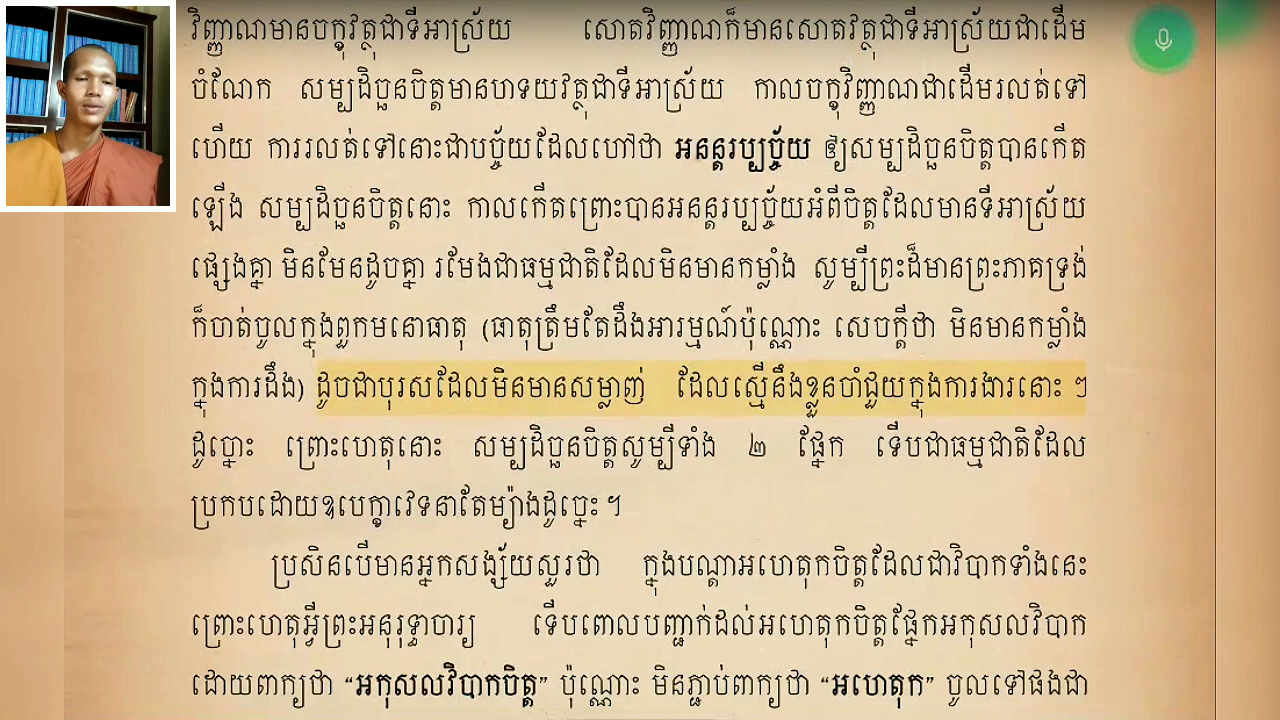 វិញ្ញាណមានចក្ខុវត្ថុជាទីអាស្រ័យ សោតវិញ្ញាណក៏មានសោតវត្ថុជាទីអាស្រ័យជាដើម
ចំណែក សម្បដិច្ឆនចិត្តមានហទយវត្ថុជាទីអាស្រ័យ កាលចក្ខុវិញ្ញាណជាដើមរលត់ទៅ
ហើយ ការរលត់ទៅនោះជាបច្ច័យដែលហៅថា អនន្តរប្បច្ច័យ ឲ្យសម្បដិច្ឆនចិត្តបានកើត
ឡើង សម្បដិច្ឆនចិត្តនោះ កាលកើតព្រោះបានអនន្តរប្បច្ច័យអំពីចិត្តដែលមានទីអាស្រ័យ
ផ្សេងគ្នា មិនមែនដូចគ្នា រមែងជាធម្មជាតិដែលមិនមានកម្លាំង សូម្បីព្រះដ៏មានព្រះភាគទ្រង់
ក៏ចាត់ចូលក្នុងពួកមនោធាតុ (ធាតុត្រឹមតែដឹងអារម្មណ៍ប៉ុណ្ណោះ សេចក្តីថា មិនមានកម្លាំង
ក្នុងការដឹង) ដូចជាបុរសដែលមិនមានសម្លាញ់ ដែលស្មើនឹងខ្លួនចាំជួយក្នុងការងារនោះ ៗ
ដូច្នោះ ព្រោះហេតុនោះ សម្បដិច្ឆនចិត្តសូម្បីទាំង ២ ផ្នែក ទើបជាធម្មជាតិដែល
ប្រកបដោយឧបេក្ខាវេទនាតែម្យ៉ាងដូច្នេះ ។
ប្រសិនបើមានអ្នកសង្ស័យសួរថា ក្នុងបណ្តាអហេតុកចិត្តដែលជាវិបាកទាំងនេះ
ព្រោះហេតុអ្វីព្រះអនុរុទ្ធាចារ្យ ទើបពោលបញ្ជាក់ដល់អហេតុកចិត្តផ្នែកអកុសលវិបាក
ដោយពាក្យថា “អកុសលវិបាកចិត្ត” ប៉ុណ្ណោះ មិនភ្ជាប់ពាក្យថា “អហេតុក” ចូលទៅផងជា